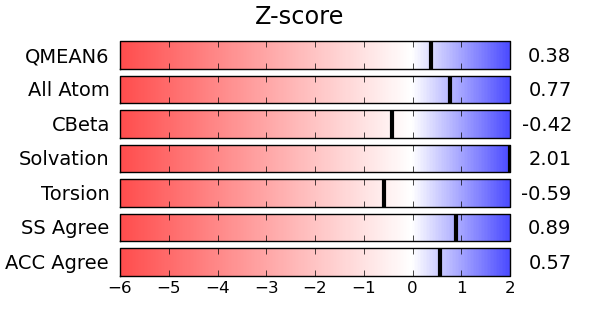 Z-score
QMEAN6 0.38
All Atom 0.77
CBeta -0.42
Solvation 2.01
Torsion -0.59
SS Agree 0.89
ACC Agree 0.57
−6 −5 −4 −3 −2 −1 0 1 2